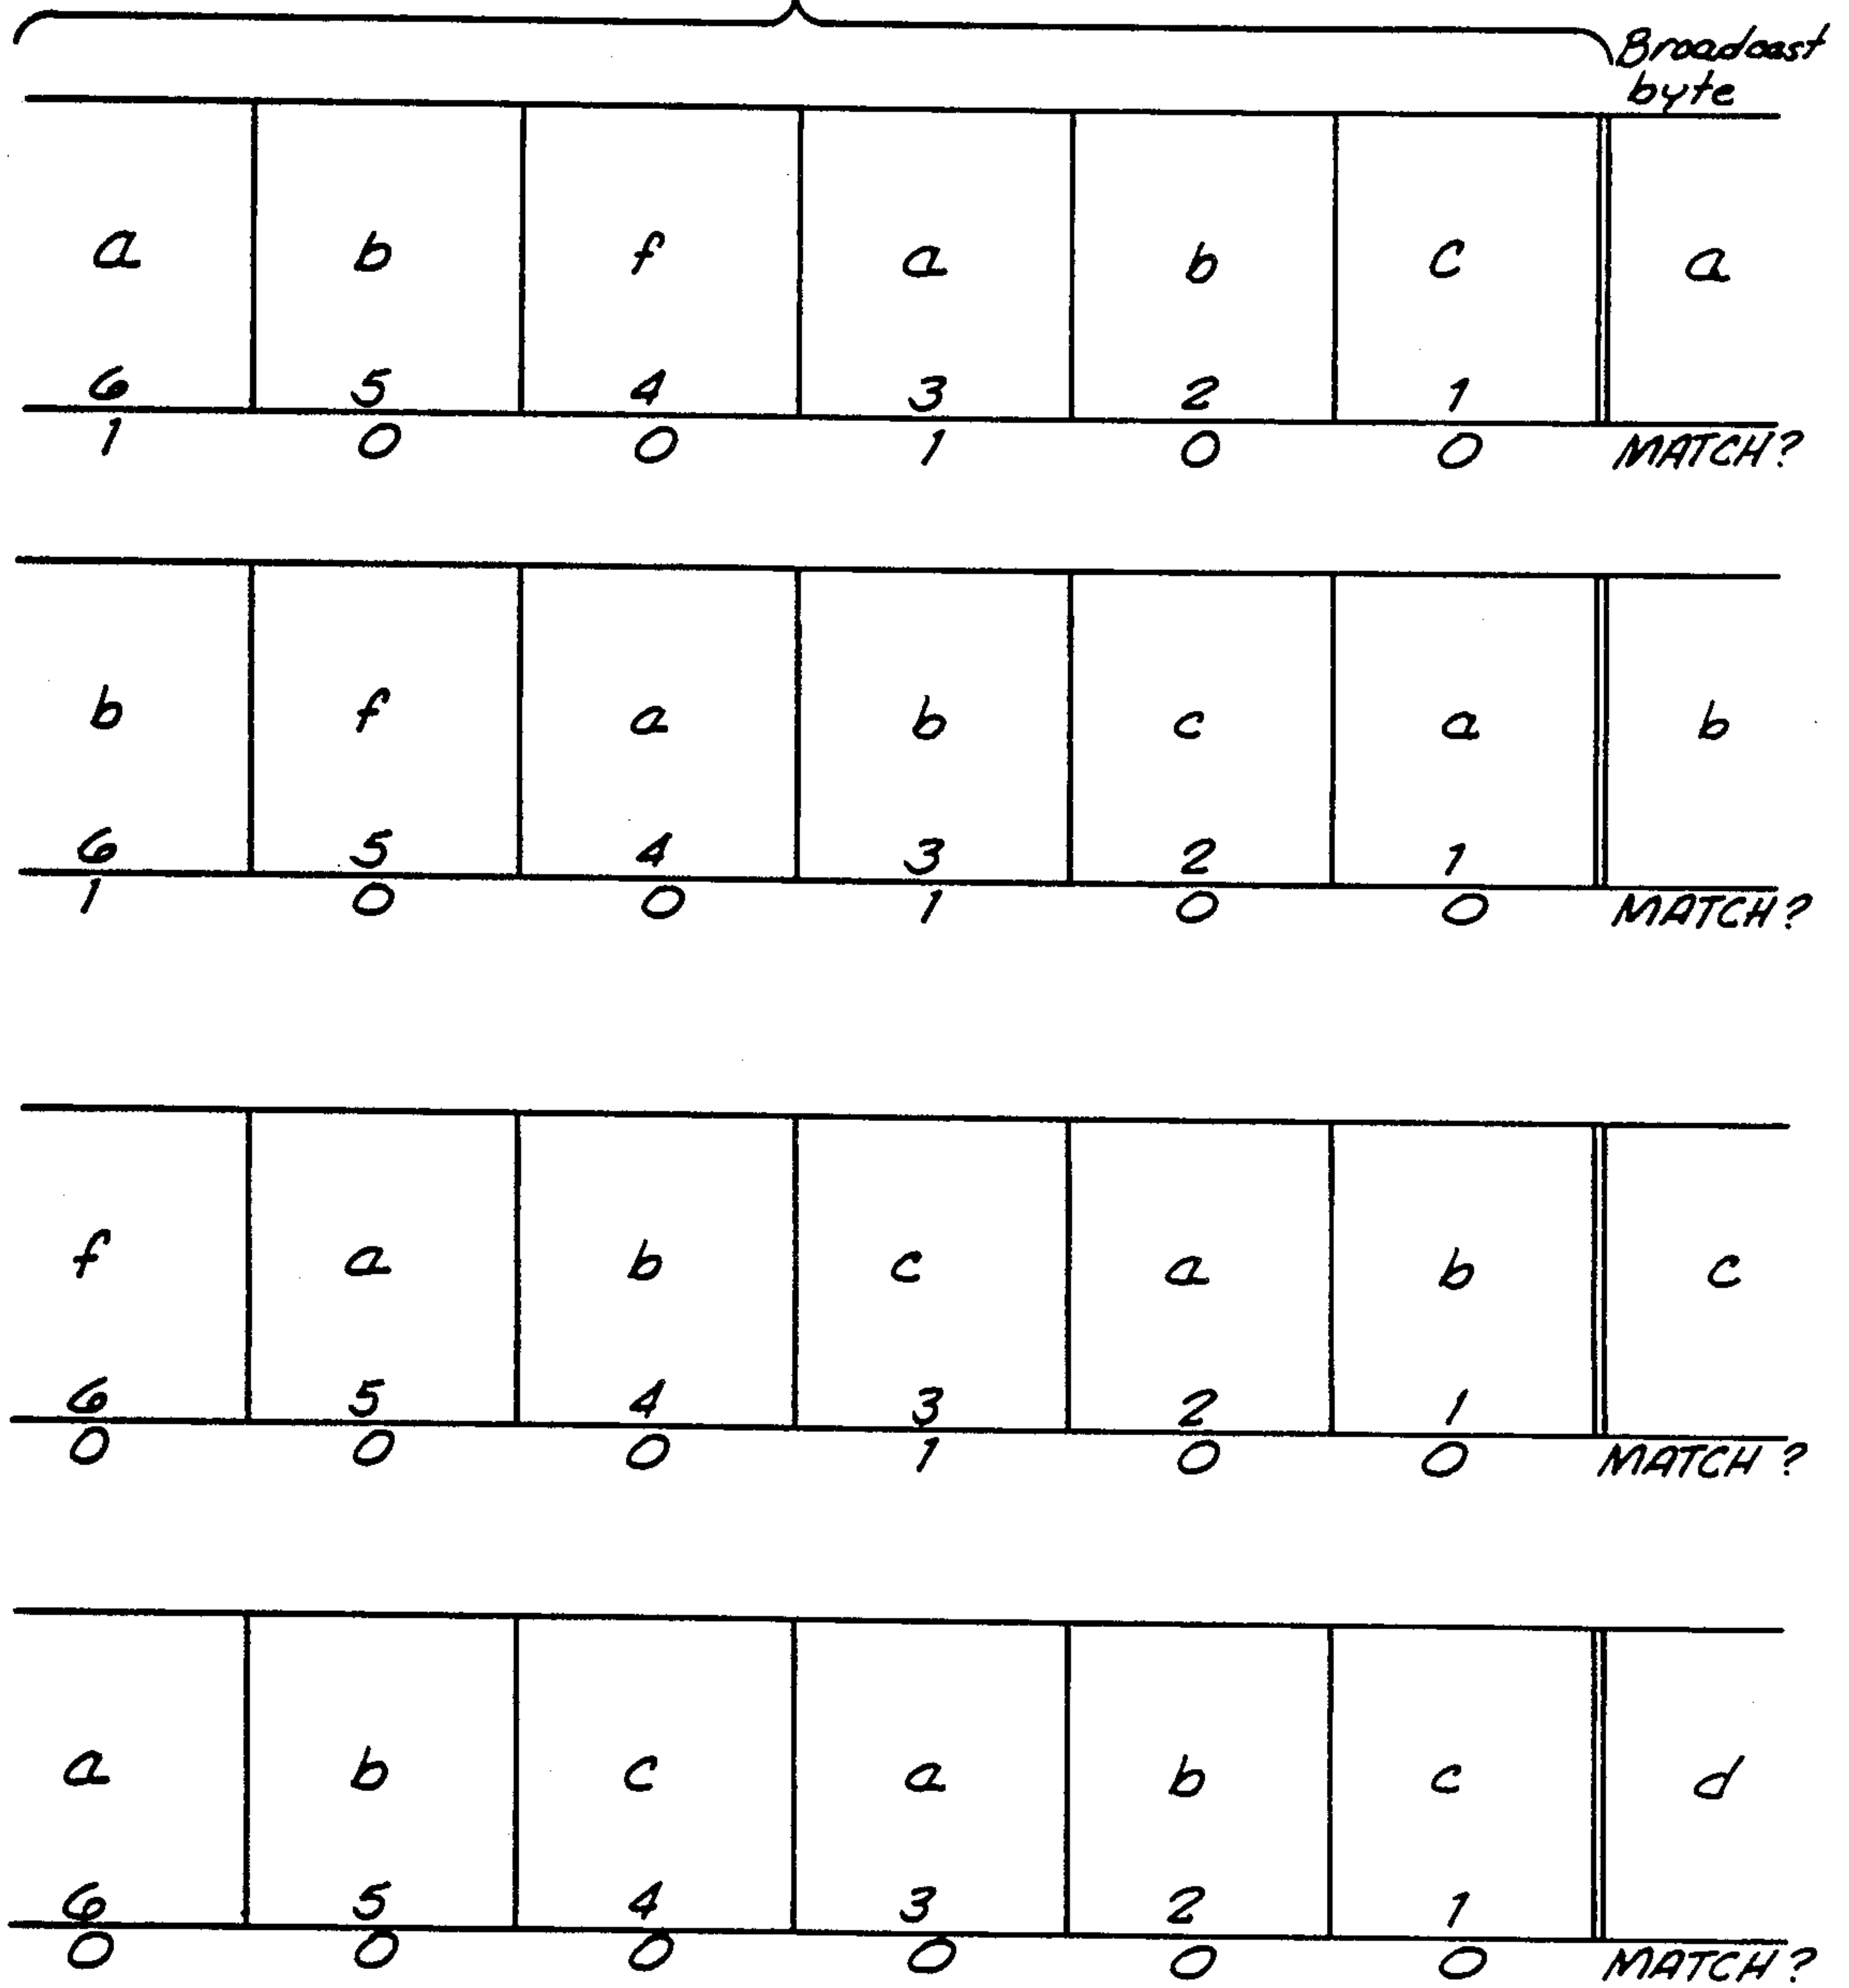 Broadcast
byte
a b f a b c a
6 5 4 3 2 1
1 0 0 1 0 0 MATCH?
b f a b c a b
6 5 4 3 2 1
1 0 0 1 0 0 MATCH?
f a b c a b c
6 5 4 3 2 1
0 0 0 1 0 0 MATCH?
a b c a b c d
6 5 4 3 2 1
0 0 0 0 0 0 MATCH?